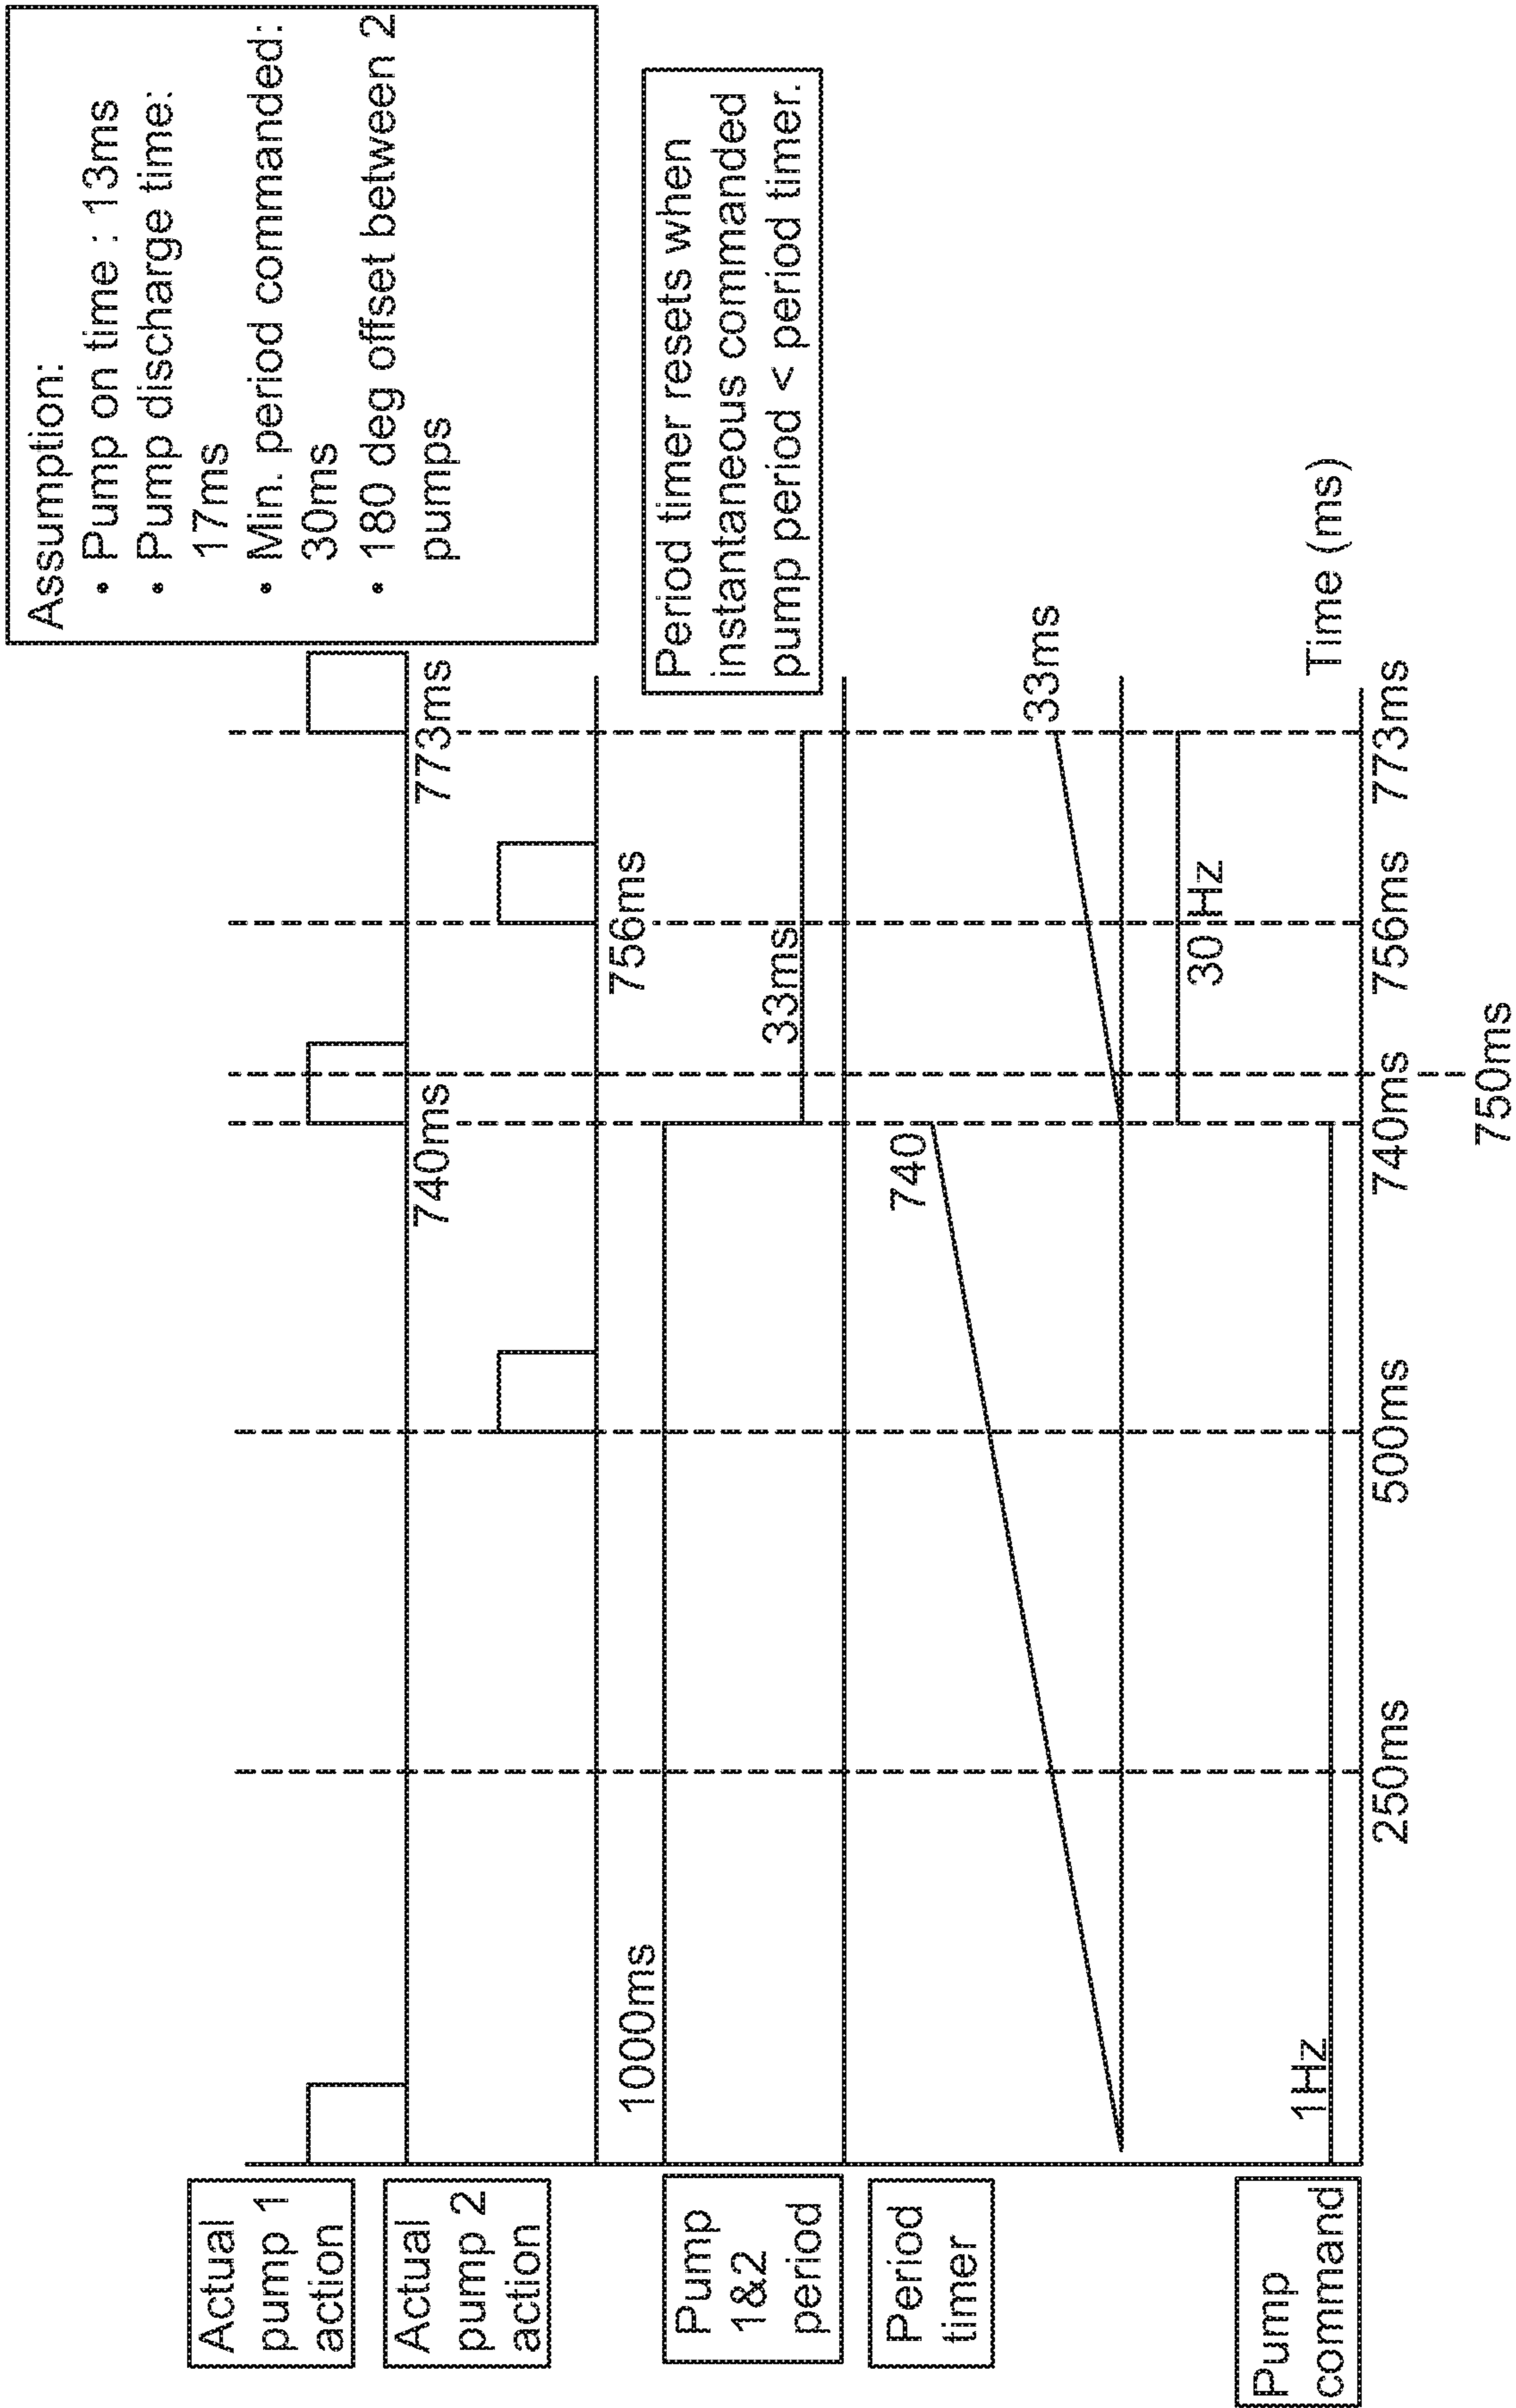 Assumption:
• Pump on time : 13ms
• Pump discharge time:
17ms
• Min. period commanded:
30ms
• 180 deg offset between 2
pumps
Actual
pump 1
action
740ms
773ms
Actual
pump 2
action
756ms
Period timer resets when
instantaneous commanded
pump period < period timer.
Pump
1&2
period
1000ms
33ms
Period
timer
740
33ms
Pump
command
1Hz
30 Hz
Time (ms)
250ms
500ms
740ms
756ms
773ms
750ms